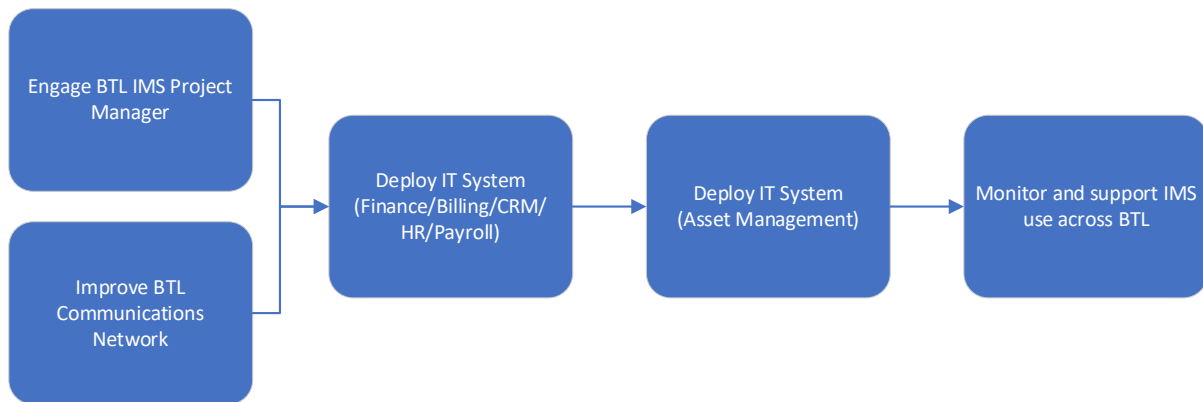 Engage BTL IMS Project
Manager
Improve BTL
Communications
Network
Deploy IT System
(Finance/Billing/CRM/
HR/Payroll)
Deploy IT System
(Asset Management)
Monitor and support IMS
use across BTL